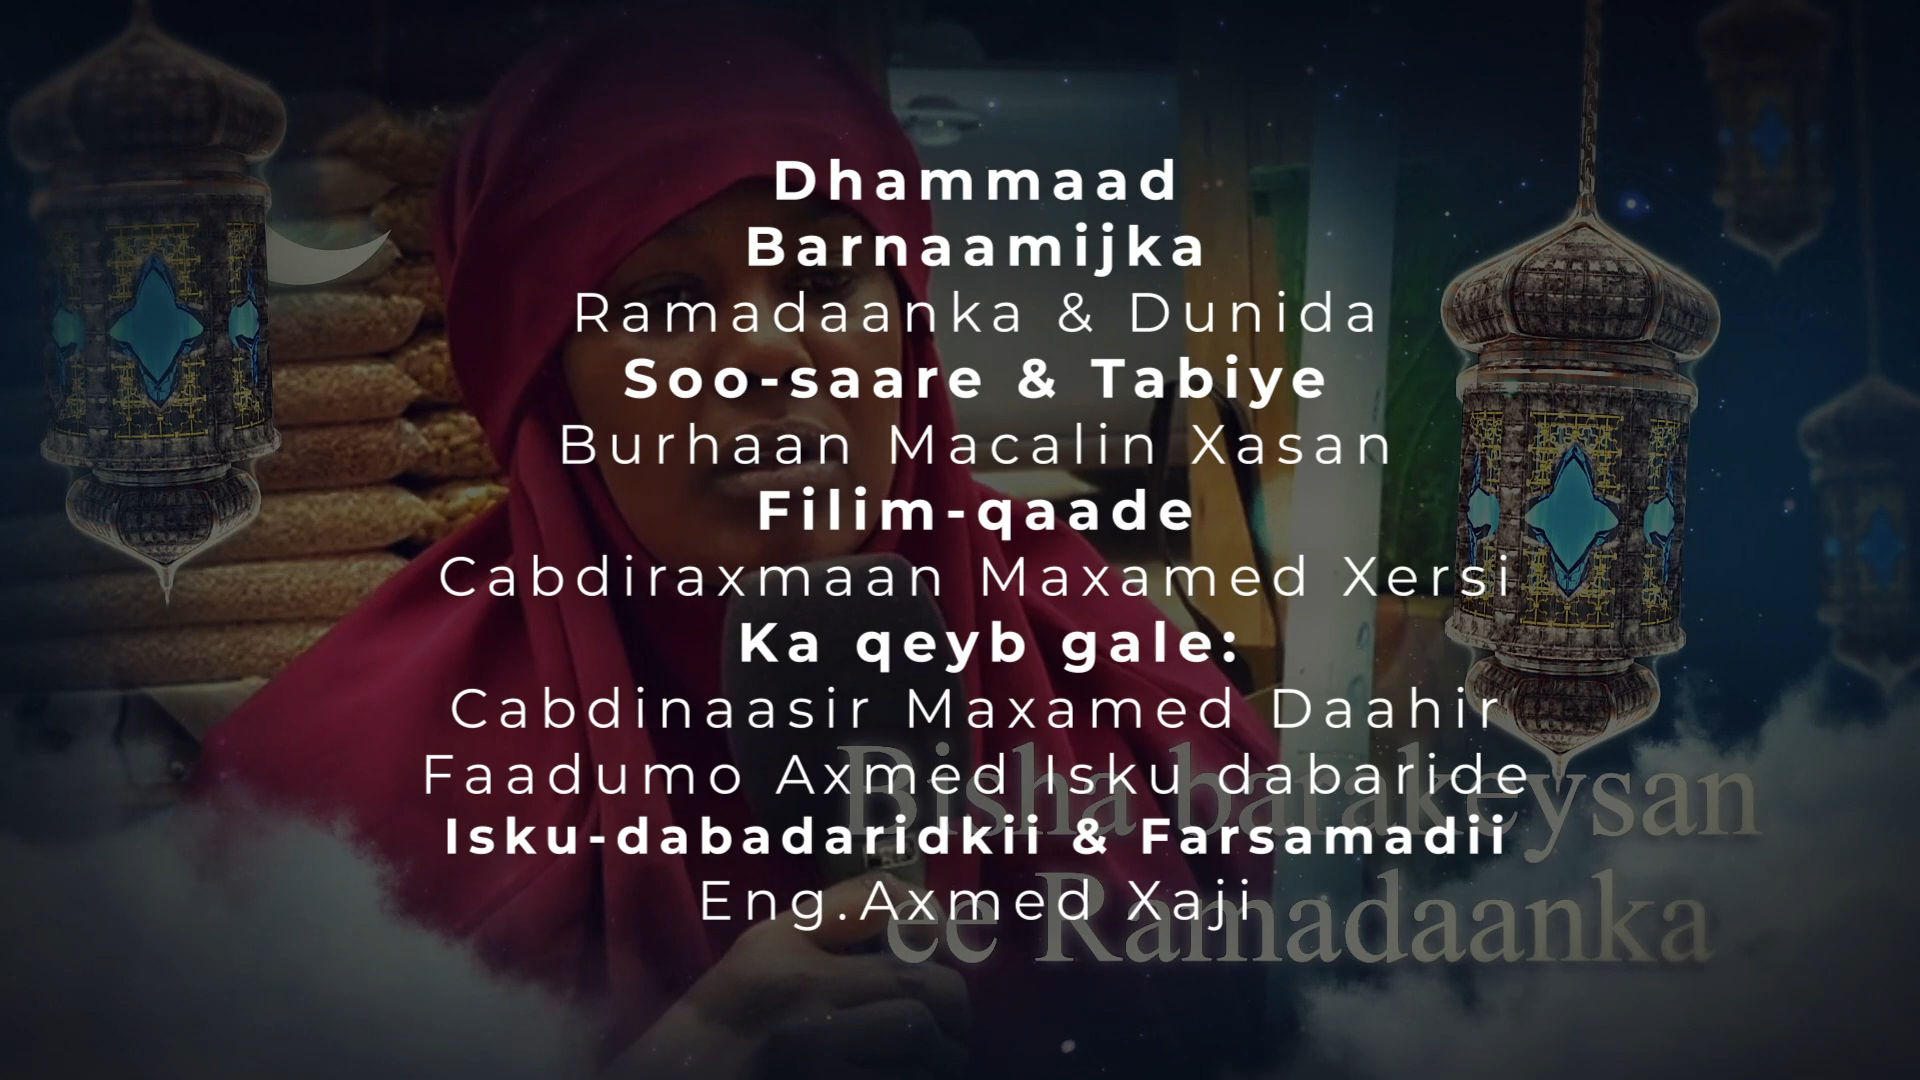 Dhammaad
Barnaamijka
Ramadaanka & Dunida
Soo-saare & Tabiye
Burhaan Macalin Xasan
Filim-qaade
Cabdiraxmaan Maxamed Xersi
Ka qeyb gale:
Cabdinaasir Maxamed Daahir
Faadumo Axmed Isku dabaride
Isku-dabadaridkii & Farsamadii
Eng.Axmed Xaji
Bisha barakeysan
ee Ramadaanka